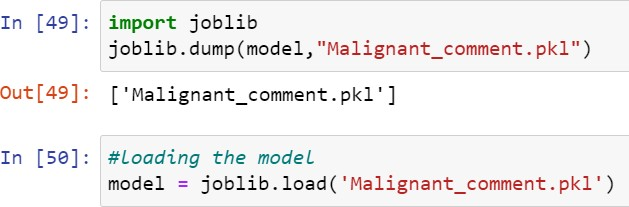 In [49]: import joblib
joblib.dump(model,"Malignant_comment.pkl")
Out[49]: ['Malignant_comment.pkl']
In [50]: #loading the model
model = joblib.load('Malignant_comment.pkl')